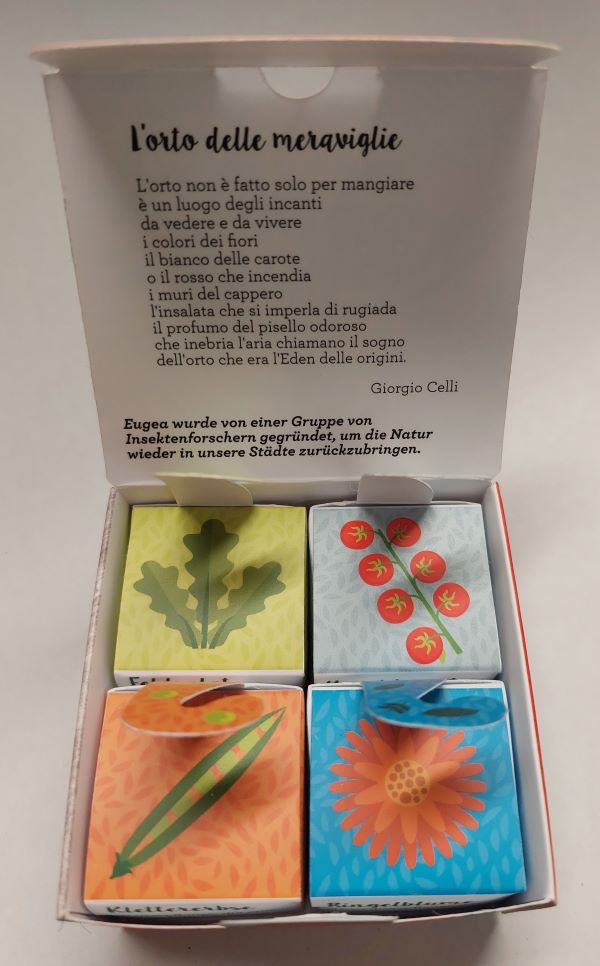 L'orto delle meraviglie
L'orto non è fatto solo per mangiare
è un luogo degli incanti
da vedere e da vivere
i colori dei fiori
il bianco delle carote
o il rosso che incendia
i muri del cappero
l'insalata che si imperla di rugiada
il profumo del pisello odoroso
che inebria l'aria chiamano il sogno
dell'orto che era l'Eden delle origini.
Giorgio Celli
Eugea wurde von einer Gruppe von
Insektenforschern gegründet, um die Natur
wieder in unsere Städte zurückzubringen.
Klettererbse
Ringelblume